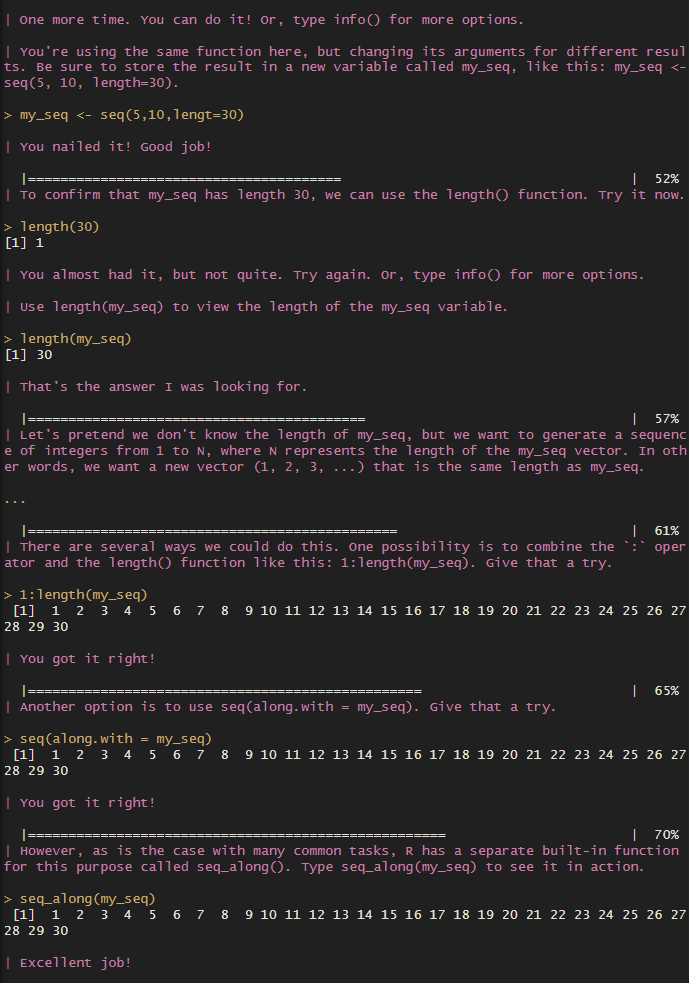 | One more time. You can do it! Or, type info() for more options.
| You're using the same function here, but changing its arguments for different resul
ts. Be sure to store the result in a new variable called my_seq, like this: my_seq <-
seq(5, 10, length=30).
> my_seq <- seq(5,10,lengt=30)
| You nailed it! Good job!
|======================================= | 52%
| To confirm that my_seq has length 30, we can use the length() function. Try it now.
> length(30)
[1] 1
| You almost had it, but not quite. Try again. Or, type info() for more options.
| Use length(my_seq) to view the length of the my_seq variable.
> length(my_seq)
[1] 30
| That's the answer I was looking for.
|========================================== | 57%
| Let's pretend we don't know the length of my_seq, but we want to generate a sequenc
e of integers from 1 to N, where N represents the length of the my_seq vector. In oth
er words, we want a new vector (1, 2, 3, ...) that is the same length as my_seq.
...
|============================================== | 61%
| There are several ways we could do this. One possibility is to combine the `:` oper
ator and the length() function like this: 1:length(my_seq). Give that a try.
> 1:length(my_seq)
[1] 1 2 3 4 5 6 7 8 9 10 11 12 13 14 15 16 17 18 19 20 21 22 23 24 25 26 27
28 29 30
| You got it right!
|================================================= | 65%
| Another option is to use seq(along.with = my_seq). Give that a try.
> seq(along.with = my_seq)
[1] 1 2 3 4 5 6 7 8 9 10 11 12 13 14 15 16 17 18 19 20 21 22 23 24 25 26 27
28 29 30
| You got it right!
|==================================================== | 70%
| However, as is the case with many common tasks, R has a separate built-in function
for this purpose called seq_along(). Type seq_along(my_seq) to see it in action.
> seq_along(my_seq)
[1] 1 2 3 4 5 6 7 8 9 10 11 12 13 14 15 16 17 18 19 20 21 22 23 24 25 26 27
28 29 30
| Excellent job!